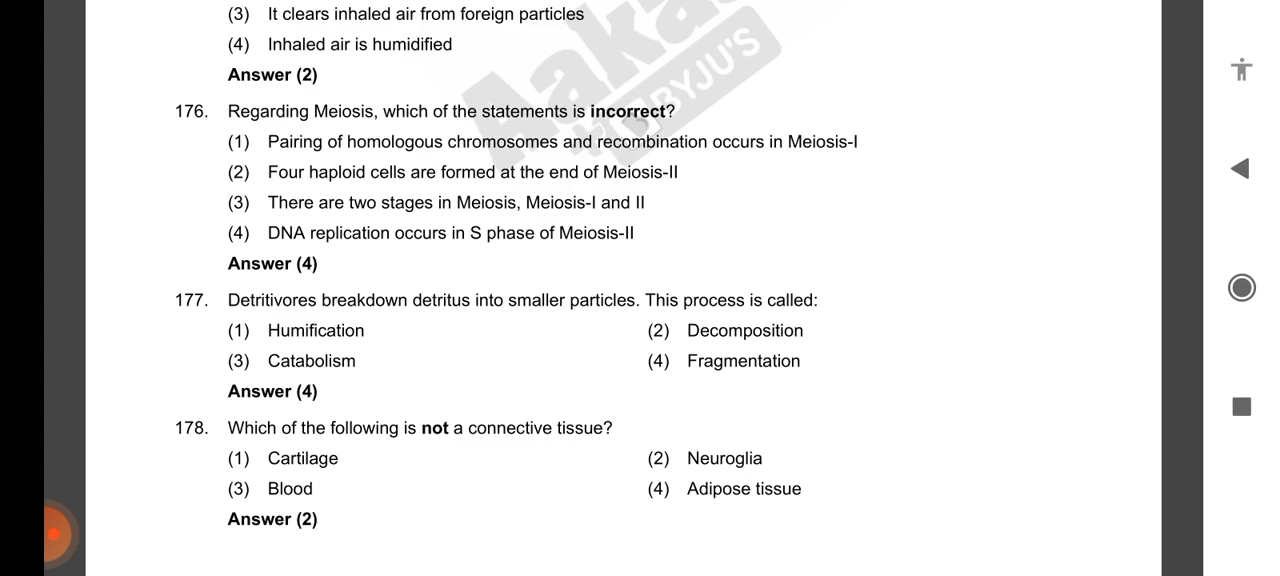 (3) It clears inhaled air from foreign particles
(4) Inhaled air is humidified
Answer (2)
176. Regarding Meiosis, which of the statements is incorrect?
(1) Pairing of homologous chromosomes and recombination occurs in Meiosis-I
(2) Four haploid cells are formed at the end of Meiosis-II
(3) There are two stages in Meiosis, Meiosis-I and II
(4) DNA replication occurs in S phase of Meiosis-II
Answer (4)
177. Detritivores breakdown detritus into smaller particles. This process is called:
(1) Humification (2) Decomposition
(3) Catabolism (4) Fragmentation
Answer (4)
178. Which of the following is not a connective tissue?
(1) Cartilage (2) Neuroglia
(3) Blood (4) Adipose tissue
Answer (2)
BYJU'S